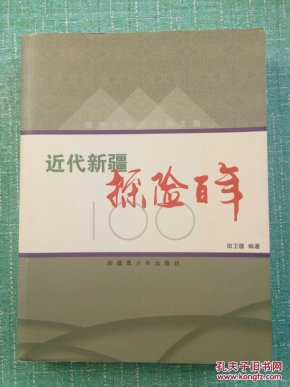 近代新疆
探险百年
100
田卫疆 编著
新疆青少年出版社
孔夫子旧书网